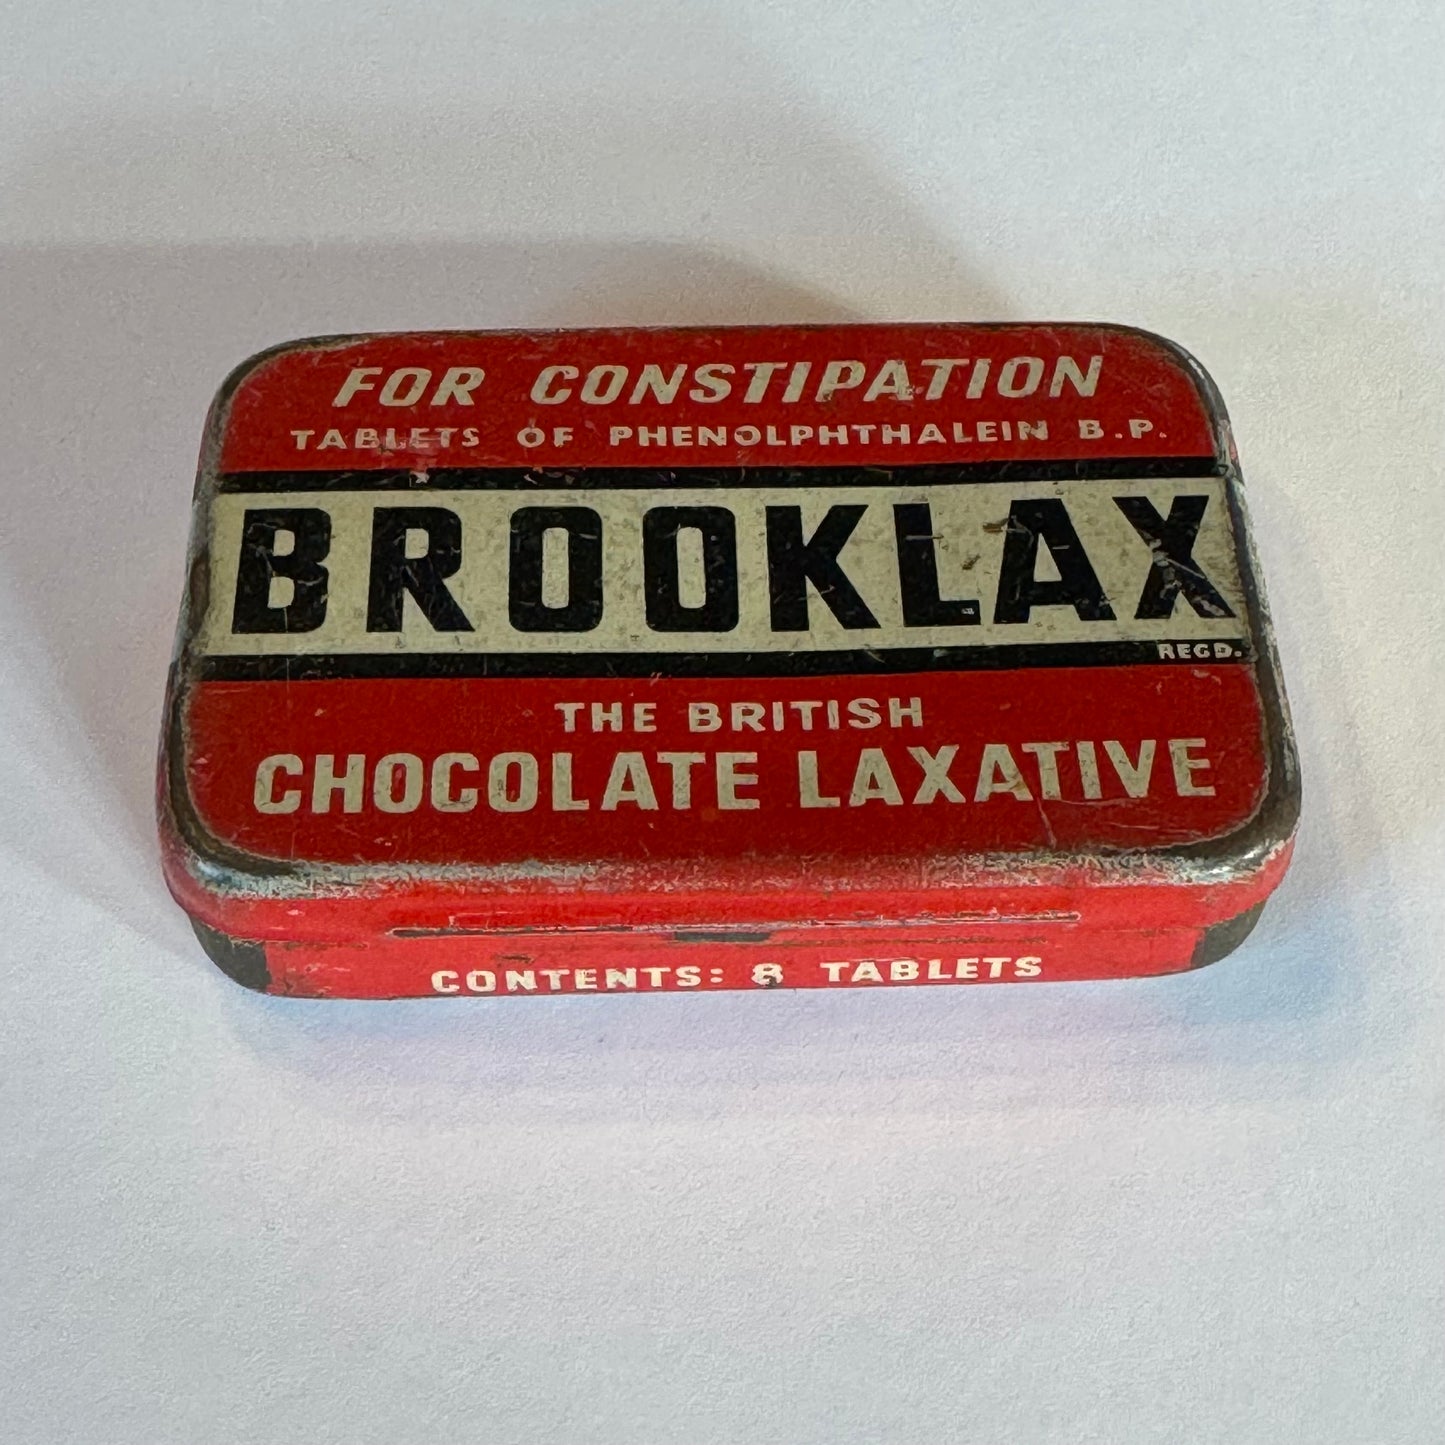 FOR CONSTIPATION
TABLETS OF PHENOLPHTHALEIN B.P.
BROOKLAX
REGD.
THE BRITISH
CHOCOLATE LAXATIVE
CONTENTS: 8 TABLETS